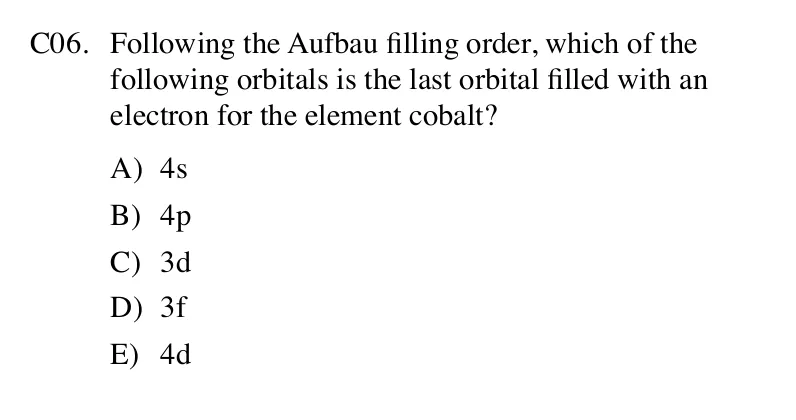 C06. Following the Aufbau filling order, which of the
following orbitals is the last orbital filled with an
electron for the element cobalt?
A) 4s
B) 4p
C) 3d
D) 3f
E) 4d